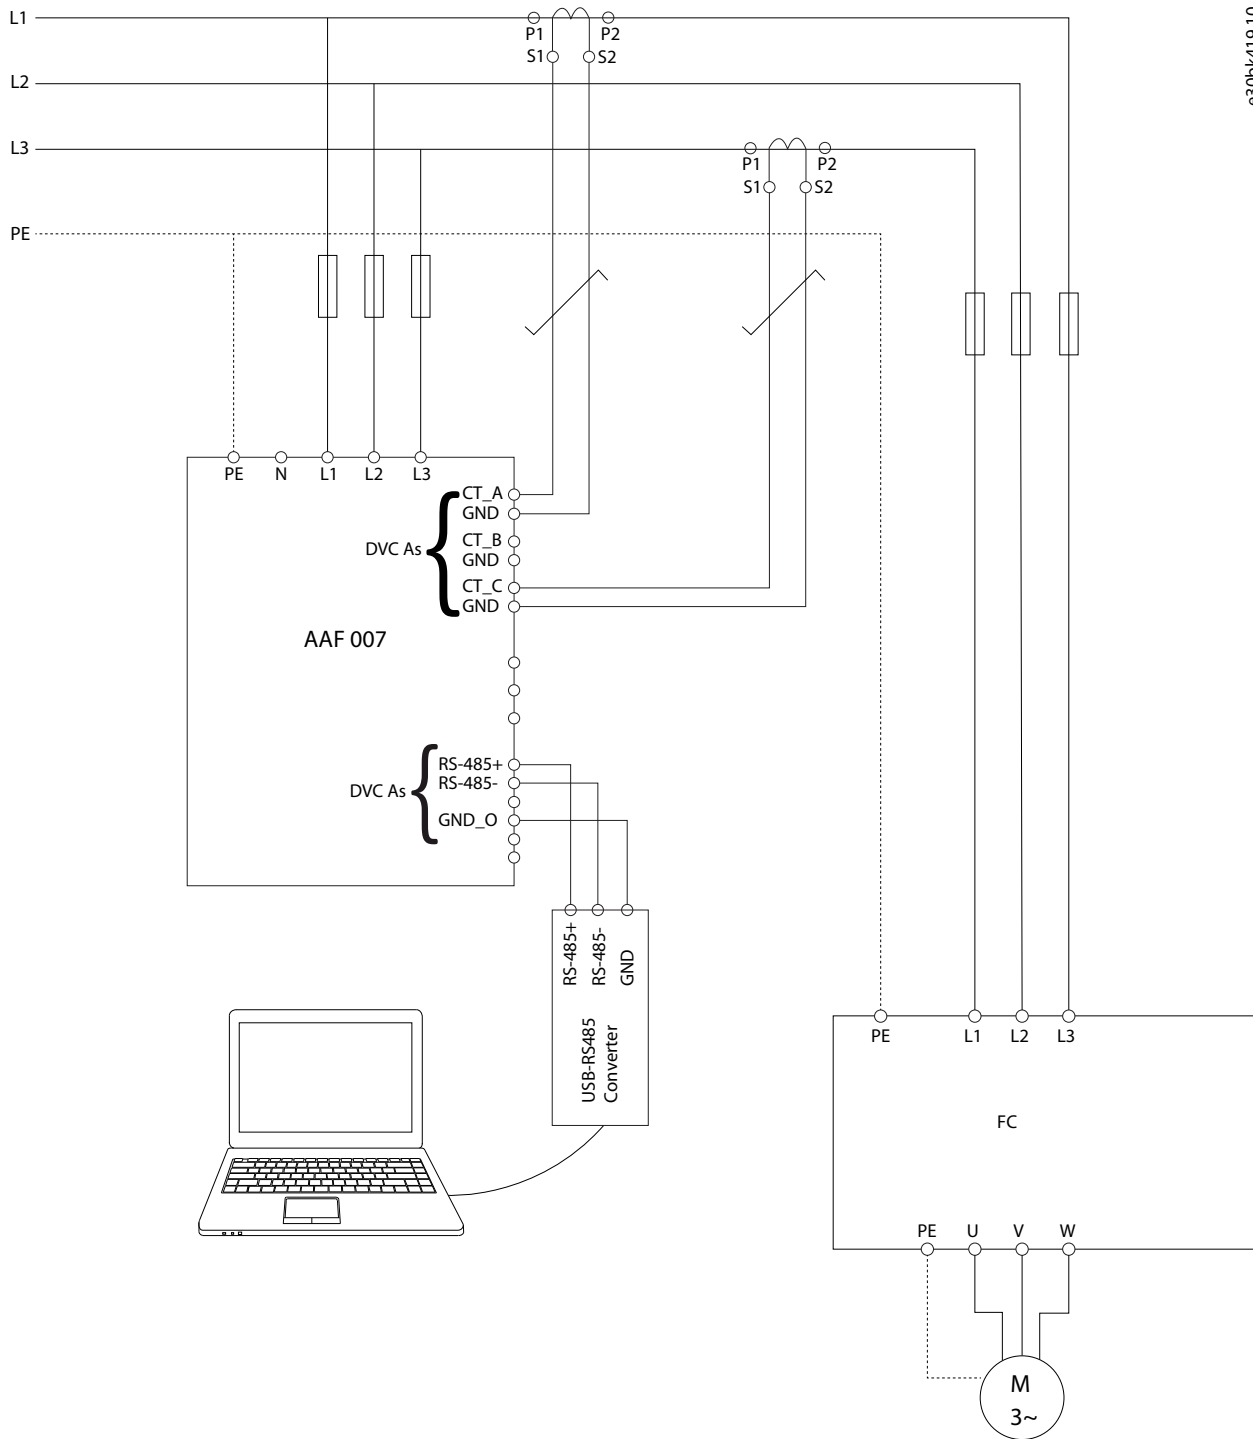 L1
P1
P2
S1
S2
L2
L3
P1
P2
S1
S2
PE
PE
N
L1
L2
L3
CT_A
GND
CT_B
GND
CT_C
GND
DVC As
AAF 007
RS-485+
RS-485-
GND_O
DVC As
RS-485+
RS-485-
GND
USB-RS485
Converter
PE
L1
L2
L3
FC
PE
U
V
W
M
3~
e30bk419.10